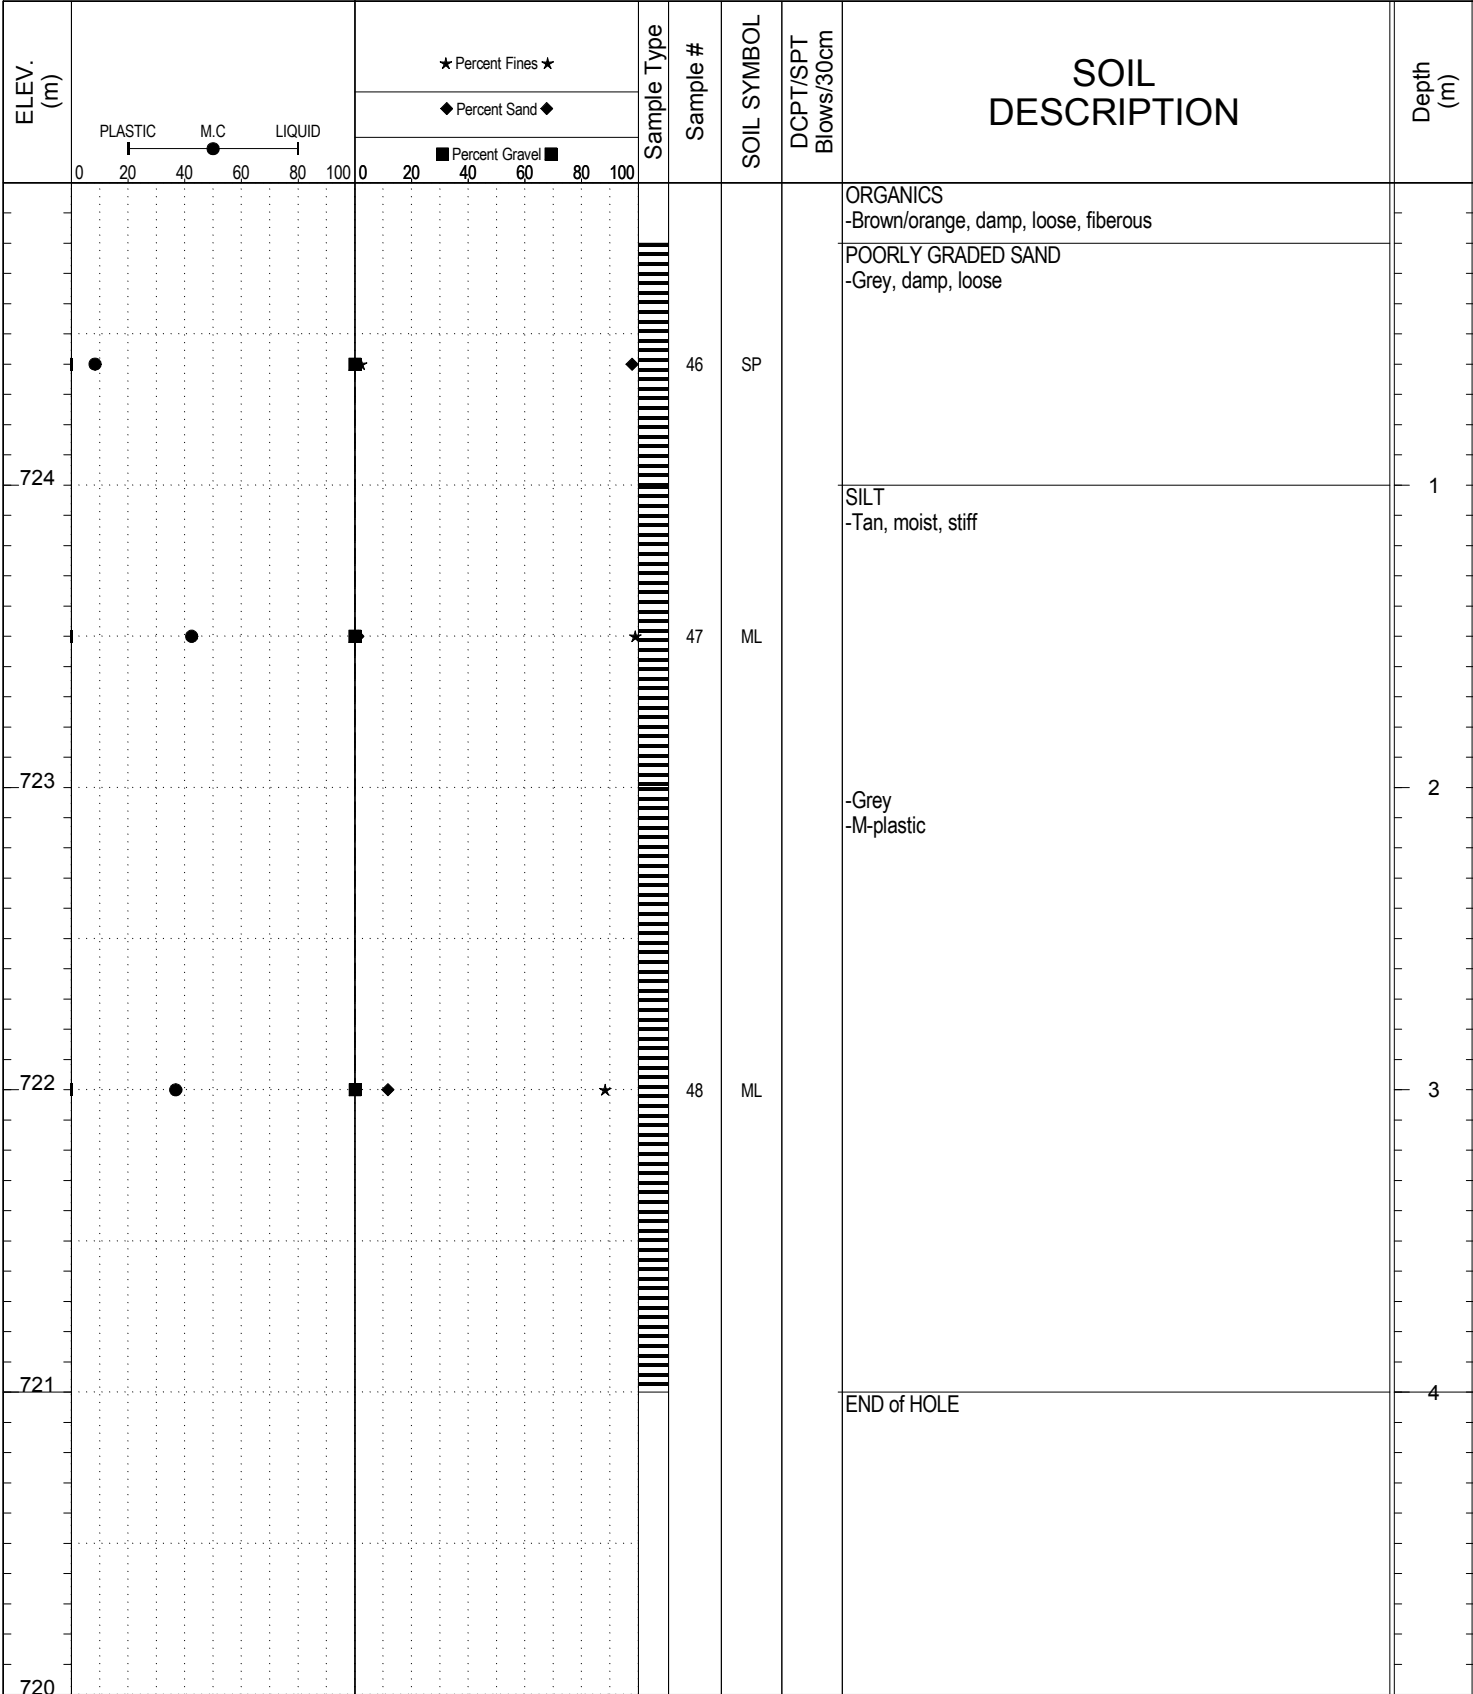 ELEV.
(m)
PLASTIC M.C LIQUID
0 20 40 60 80 100
★ Percent Fines ★
◆ Percent Sand ◆
■ Percent Gravel ■
0 20 40 60 80 100
Sample Type
Sample #
SOIL SYMBOL
DCPT/SPT
Blows/30cm
SOIL
DESCRIPTION
Depth
(m)
ORGANICS
-Brown/orange, damp, loose, fiberous
POORLY GRADED SAND
-Grey, damp, loose
46 SP
724 1
SILT
-Tan, moist, stiff
47 ML
723 2
-Grey
-M-plastic
722 48 ML 3
721 4
END of HOLE
720